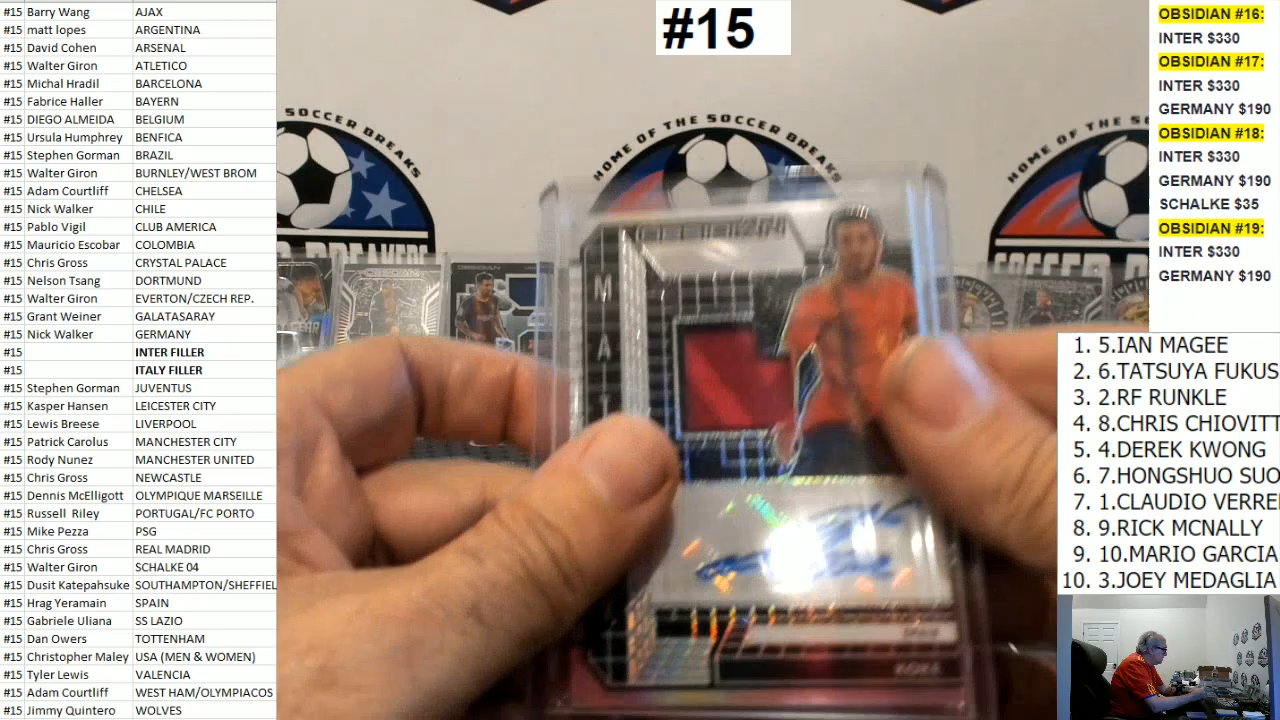 #15 Barry Wang AJAX
#15 matt lopes ARGENTINA
#15 David Cohen ARSENAL
#15 Walter Giron ATLETICO
#15 Michal Hradil BARCELONA
#15 Fabrice Haller BAYERN
#15 DIEGO ALMEIDA BELGIUM
#15 Ursula Humphrey BENFICA
#15 Stephen Gorman BRAZIL
#15 Walter Giron BURNLEY/WEST BROM
#15 Adam Courtliff CHELSEA
#15 Nick Walker CHILE
#15 Pablo Vigil CLUB AMERICA
#15 Mauricio Escobar COLOMBIA
#15 Chris Gross CRYSTAL PALACE
#15 Nelson Tsang DORTMUND
#15 Walter Giron EVERTON/CZECH REP.
#15 Grant Weiner GALATASARAY
#15 Nick Walker GERMANY
#15 INTER FILLER
#15 ITALY FILLER
#15 Stephen Gorman JUVENTUS
#15 Kasper Hansen LEICESTER CITY
#15 Lewis Breese LIVERPOOL
#15 Patrick Carolus MANCHESTER CITY
#15 Rody Nunez MANCHESTER UNITED
#15 Chris Gross NEWCASTLE
#15 Dennis McElligott OLYMPIQUE MARSEILLE
#15 Russell Riley PORTUGAL/FC PORTO
#15 Mike Pezza PSG
#15 Chris Gross REAL MADRID
#15 Walter Giron SCHALKE 04
#15 Dusit Katepahsuke SOUTHAMPTON/SHEFFIEL
#15 Hrag Yeramain SPAIN
#15 Gabriele Uliana SS LAZIO
#15 Dan Owers TOTTENHAM
#15 Christopher Maley USA (MEN & WOMEN)
#15 Tyler Lewis VALENCIA
#15 Adam Courtliff WEST HAM/OLYMPIACOS
#15 Jimmy Quintero WOLVES
#15
SOCCER BREAKS
HOME OF THE SOCCER BREAKS
HOME OF THE
SPAIN
KOKE
OBSIDIAN #16:
INTER $330
OBSIDIAN #17:
INTER $330
GERMANY $190
OBSIDIAN #18:
INTER $330
GERMANY $190
SCHALKE $35
OBSIDIAN #19:
INTER $330
GERMANY $190
1. 5.IAN MAGEE
2. 6.TATSUYA FUKUS
3. 2.RF RUNKLE
4. 8.CHRIS CHIOVITT
5. 4.DEREK KWONG
6. 7.HONGSHUO SUO
7. 1.CLAUDIO VERRE
8. 9.RICK MCNALLY
9. 10.MARIO GARCIA
10. 3.JOEY MEDAGLIA